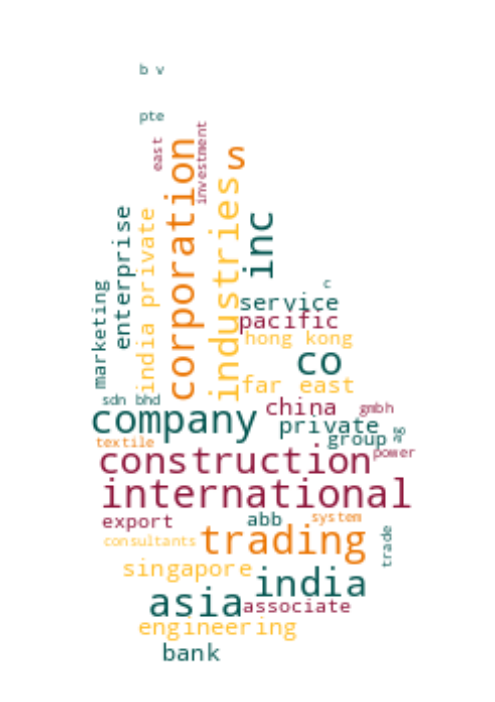 b v
pte
east
investment
corporation
s
industries
inc
enterprise
india private
marketing
c
service
pacific
hong kong
co
far east
sdn bhd
china
gmbh
company
private
ag
group
textile
power
construction
international
export
abb
system
trading
consultants
trade
singapore
india
asia
associate
engineering
bank